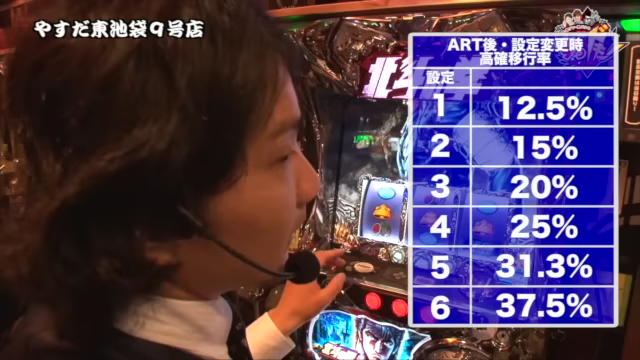 やすだ東池袋9号店
ART後・設定変更時
高確移行率
設定
1 12.5%
2 15%
3 20%
4 25%
5 31.3%
6 37.5%